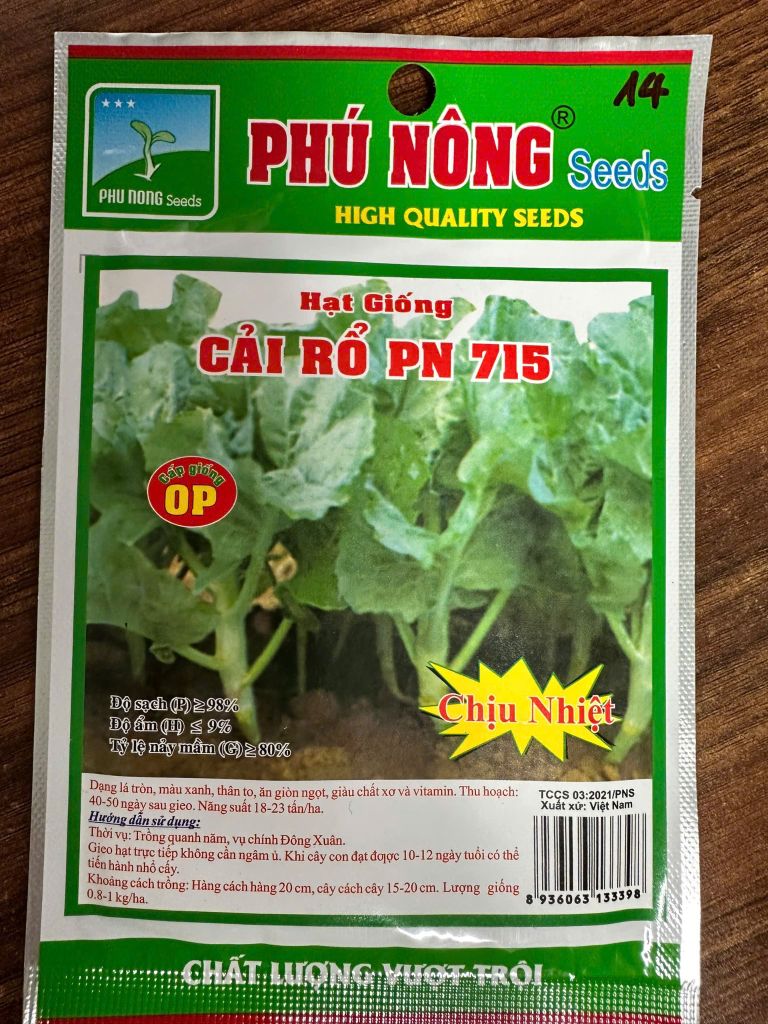 14
PHU NONG Seeds
PHÚ NÔNG ® Seeds
HIGH QUALITY SEEDS
Hạt Giống
CẢI RỔ PN 715
Cấp giống
OP
Độ sạch (P) ≥ 98%
Độ ẩm (H) ≤ 9%
Tỷ lệ nảy mầm (G) ≥ 80%
Chịu Nhiệt
Dạng lá tròn, màu xanh, thân to, ăn giòn ngọt, giàu chất xơ và vitamin. Thu hoạch:
40-50 ngày sau gieo. Năng suất 18-23 tấn/ha.
Hướng dẫn sử dụng:
Thời vụ: Trồng quanh năm, vụ chính Đông Xuân.
Gieo hạt trực tiếp không cần ngâm ủ. Khi cây con đạt đợợc 10-12 ngày tuổi có thể
tiến hành nhổ cấy.
Khoảng cách trồng: Hàng cách hàng 20 cm, cây cách cây 15-20 cm. Lượng giống
0.8-1 kg/ha.
TCCS 03:2021/PNS
Xuất xứ: Việt Nam
8 936063 133398
CHẤT LƯỢNG VƯỢT TRỘI